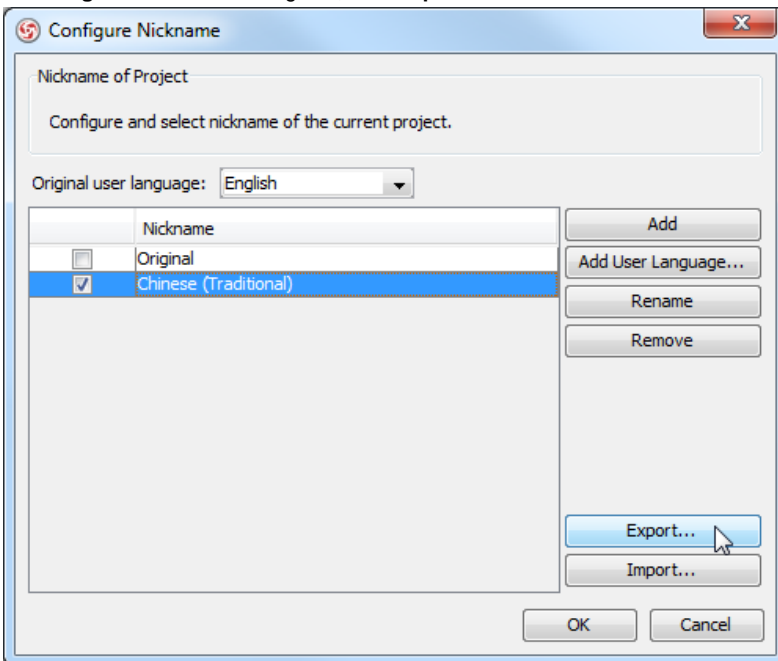 Configure Nickname
Nickname of Project
Configure and select nickname of the current project.
Original user language: English
Nickname
Original
Chinese (Traditional)
Add
Add User Language...
Rename
Remove
Export...
Import...
OK Cancel